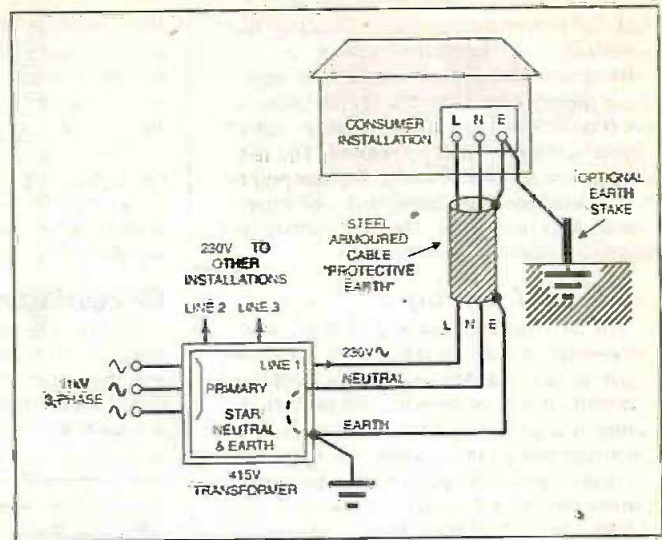 L N E
CONSUMER
INSTALLATION
OPTIONAL
EARTH
STAKE
STEEL
ARMOURED
CABLE
"PROTECTIVE
EARTH"
230V TO
OTHER
INSTALLATIONS
LINE 2 LINE 3
L N E
LINE 1
230V∿
NEUTRAL
11kV
3-PHASE
PRIMARY
STAR
NEUTRAL
& EARTH
EARTH
415V
TRANSFORMER